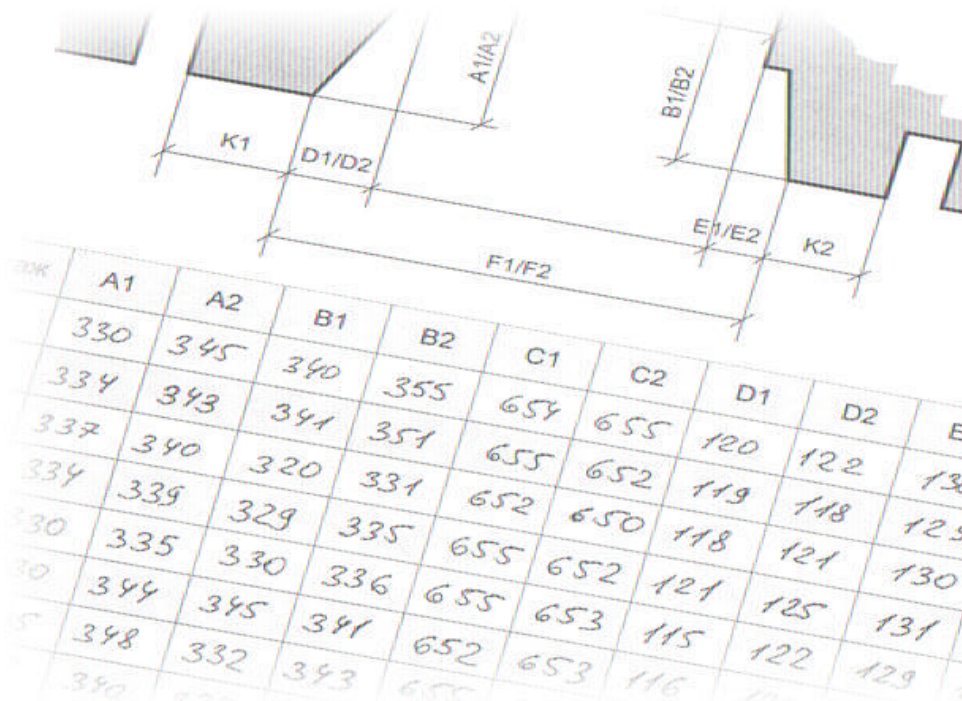 A1/A2
B1/B2
K1
D1/D2
E1/E2
K2
F1/F2
A1 A2 B1 B2 C1 C2 D1 D2
330 345 340 355 654 655 120 122
334 343 341 351 655 652 119 118
337 340 320 331 652 650 118 121 130
334 339 329 335 655 652 121 125 131
330 335 330 336 655 653 115 122 129
344 345 341 652 653 116
348 332 343 655
340